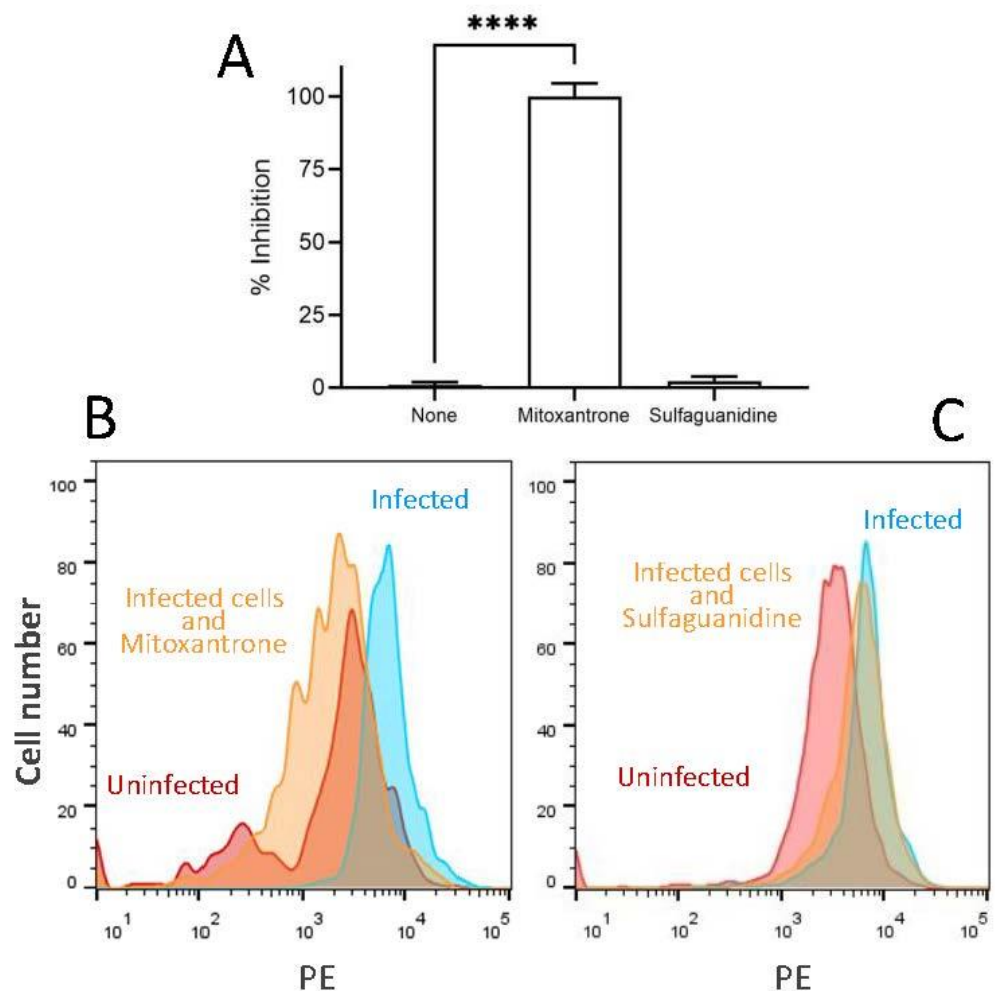 A
****
% Inhibition
100
75
50
25
0
None
Mitoxantrone
Sulfaguanidine
B
Cell number
100
80
60
40
20
0
Infected
Infected cells
and
Mitoxantrone
Uninfected
10^1
10^2
10^3
10^4
10^5
PE
C
100
80
60
40
20
0
Infected
Infected cells
and
Sulfaguanidine
Uninfected
10^1
10^2
10^3
10^4
10^5
PE